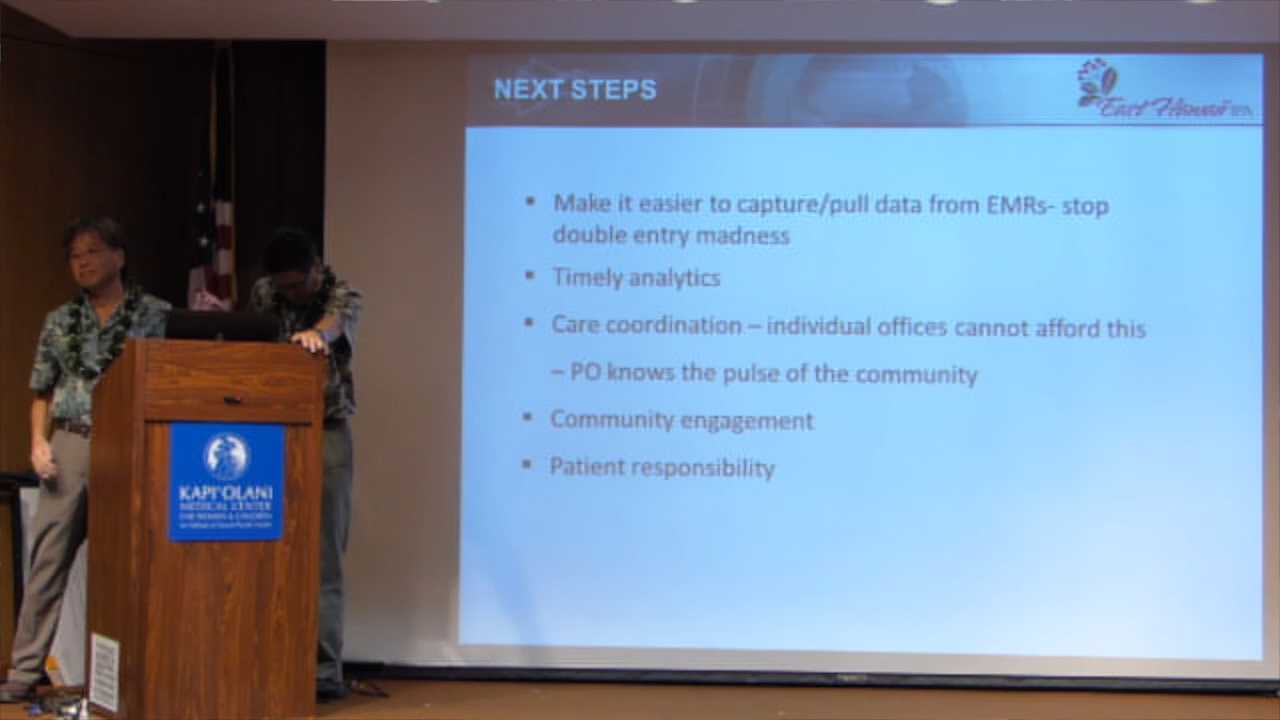 NEXT STEPS
East Hawaii IPA
▪ Make it easier to capture/pull data from EMRs- stop
double entry madness
▪ Timely analytics
▪ Care coordination – individual offices cannot afford this
– PO knows the pulse of the community
▪ Community engagement
▪ Patient responsibility
KAPI'OLANI
MEDICAL CENTER
FOR WOMEN & CHILDREN